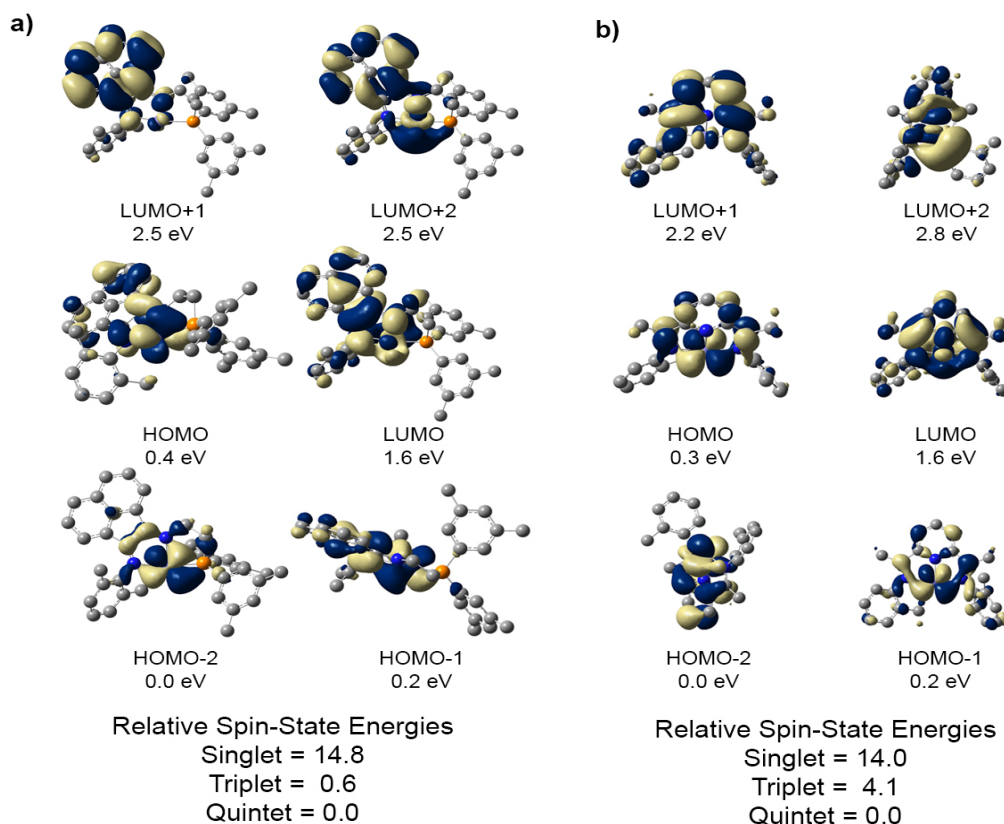 a)
LUMO+1
2.5 eV
LUMO+2
2.5 eV
HOMO
0.4 eV
LUMO
1.6 eV
HOMO-2
0.0 eV
HOMO-1
0.2 eV
Relative Spin-State Energies
Singlet = 14.8
Triplet = 0.6
Quintet = 0.0
b)
LUMO+1
2.2 eV
LUMO+2
2.8 eV
HOMO
0.3 eV
LUMO
1.6 eV
HOMO-2
0.0 eV
HOMO-1
0.2 eV
Relative Spin-State Energies
Singlet = 14.0
Triplet = 4.1
Quintet = 0.0